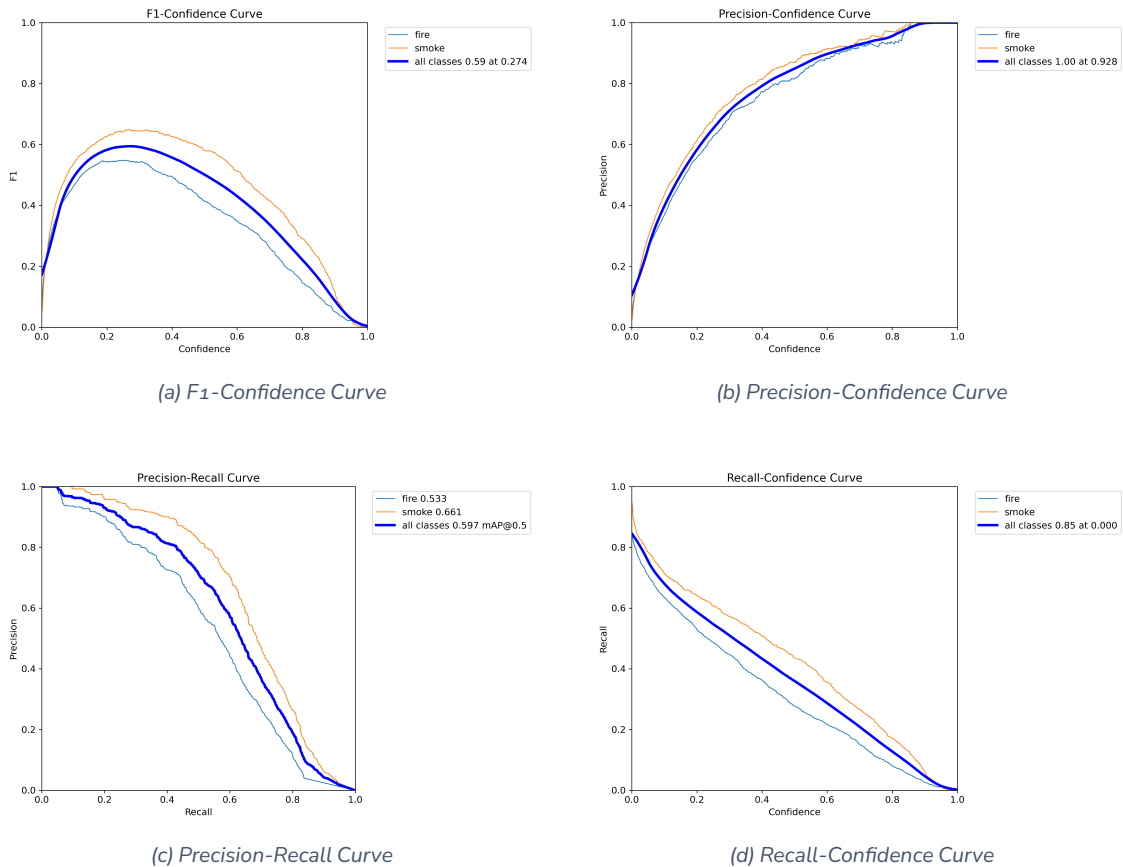 F1-Confidence Curve
1.0
0.8
0.6
0.4
0.2
0.0
F1
0.0 0.2 0.4 0.6 0.8 1.0
Confidence
fire
smoke
all classes 0.59 at 0.274
(a) F1-Confidence Curve
Precision-Confidence Curve
1.0
0.8
0.6
0.4
0.2
0.0
Precision
0.0 0.2 0.4 0.6 0.8 1.0
Confidence
fire
smoke
all classes 1.00 at 0.928
(b) Precision-Confidence Curve
Precision-Recall Curve
1.0
0.8
0.6
0.4
0.2
0.0
Precision
0.0 0.2 0.4 0.6 0.8 1.0
Recall
fire 0.533
smoke 0.661
all classes 0.597 mAP@0.5
(c) Precision-Recall Curve
Recall-Confidence Curve
1.0
0.8
0.6
0.4
0.2
0.0
Recall
0.0 0.2 0.4 0.6 0.8 1.0
Confidence
fire
smoke
all classes 0.85 at 0.000
(d) Recall-Confidence Curve